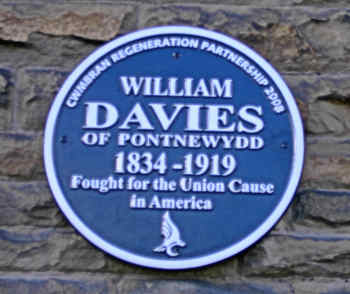 CWMBRAN REGENERATION PARTNERSHIP 2008
WILLIAM
DAVIES
OF PONTNEWYDD
1834-1919
Fought for the Union Cause
in America